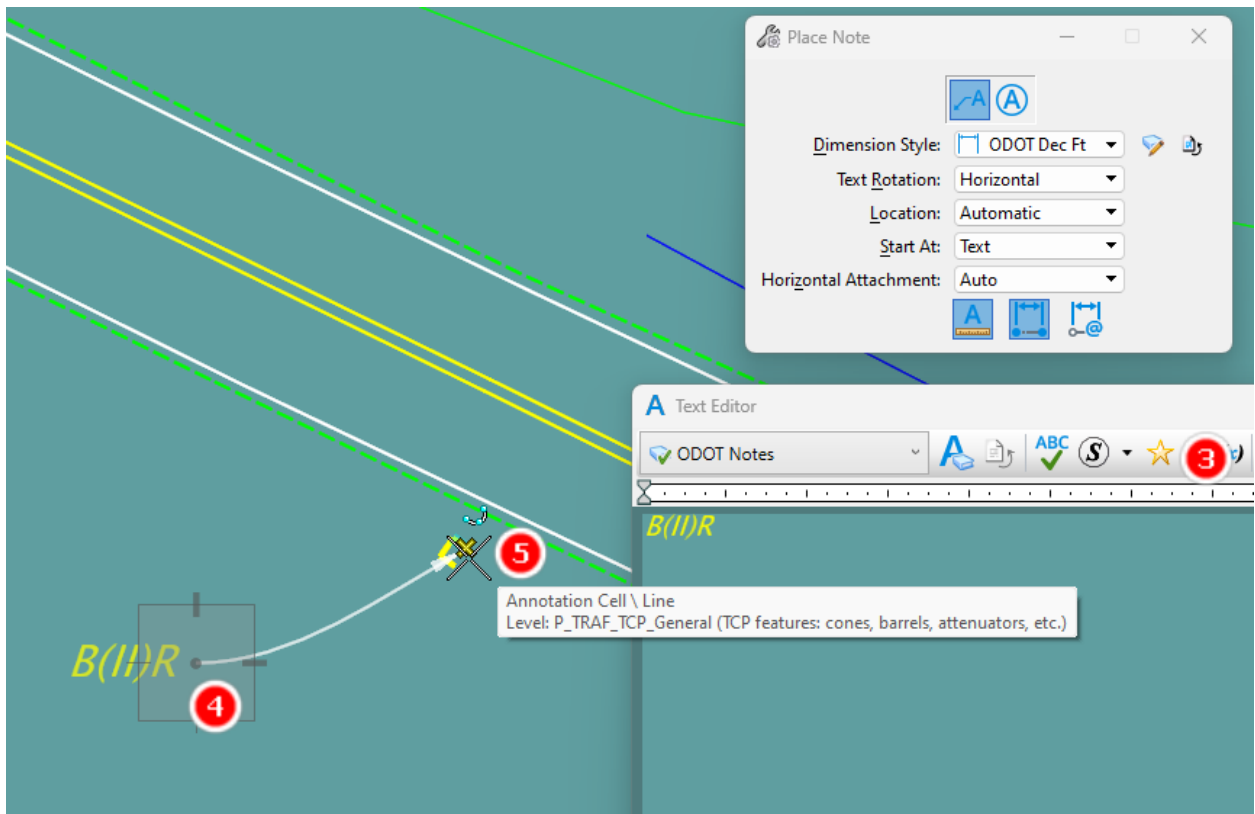 Place Note
A A
Dimension Style: ODOT Dec Ft
Text Rotation: Horizontal
Location: Automatic
Start At: Text
Horizontal Attachment: Auto
A @
A Text Editor
ODOT Notes A ABC S 3
B(II)R
5
Annotation Cell \ Line
Level: P_TRAF_TCP_General (TCP features: cones, barrels, attenuators, etc.)
B(II)R
4